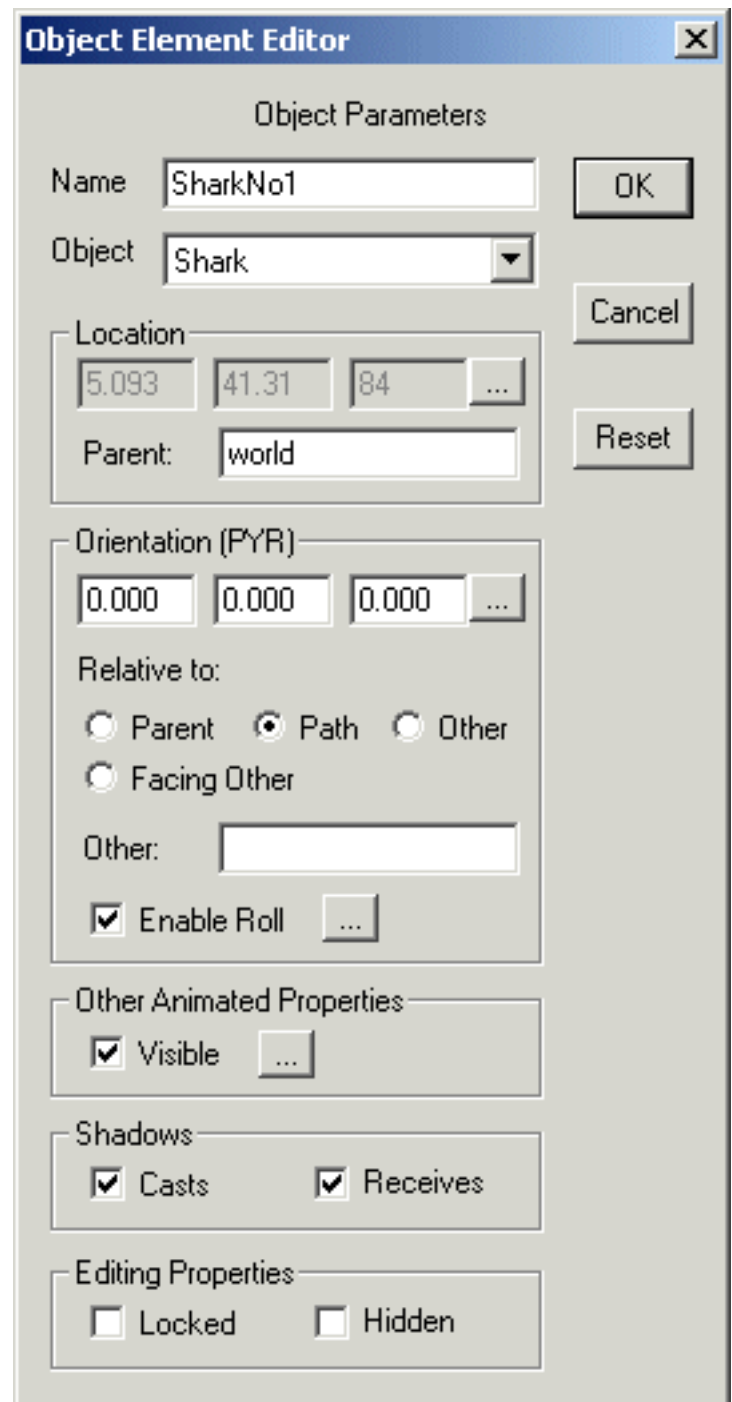 Object Element Editor
Object Parameters
Name SharkNo1 OK
Object Shark
Cancel
Location
5.093 41.31 84 ...
Parent: world Reset
Orientation (PYR)
0.000 0.000 0.000 ...
Relative to:
Parent Path Other
Facing Other
Other:
Enable Roll ...
Other Animated Properties
Visible ...
Shadows
Casts Receives
Editing Properties
Locked Hidden